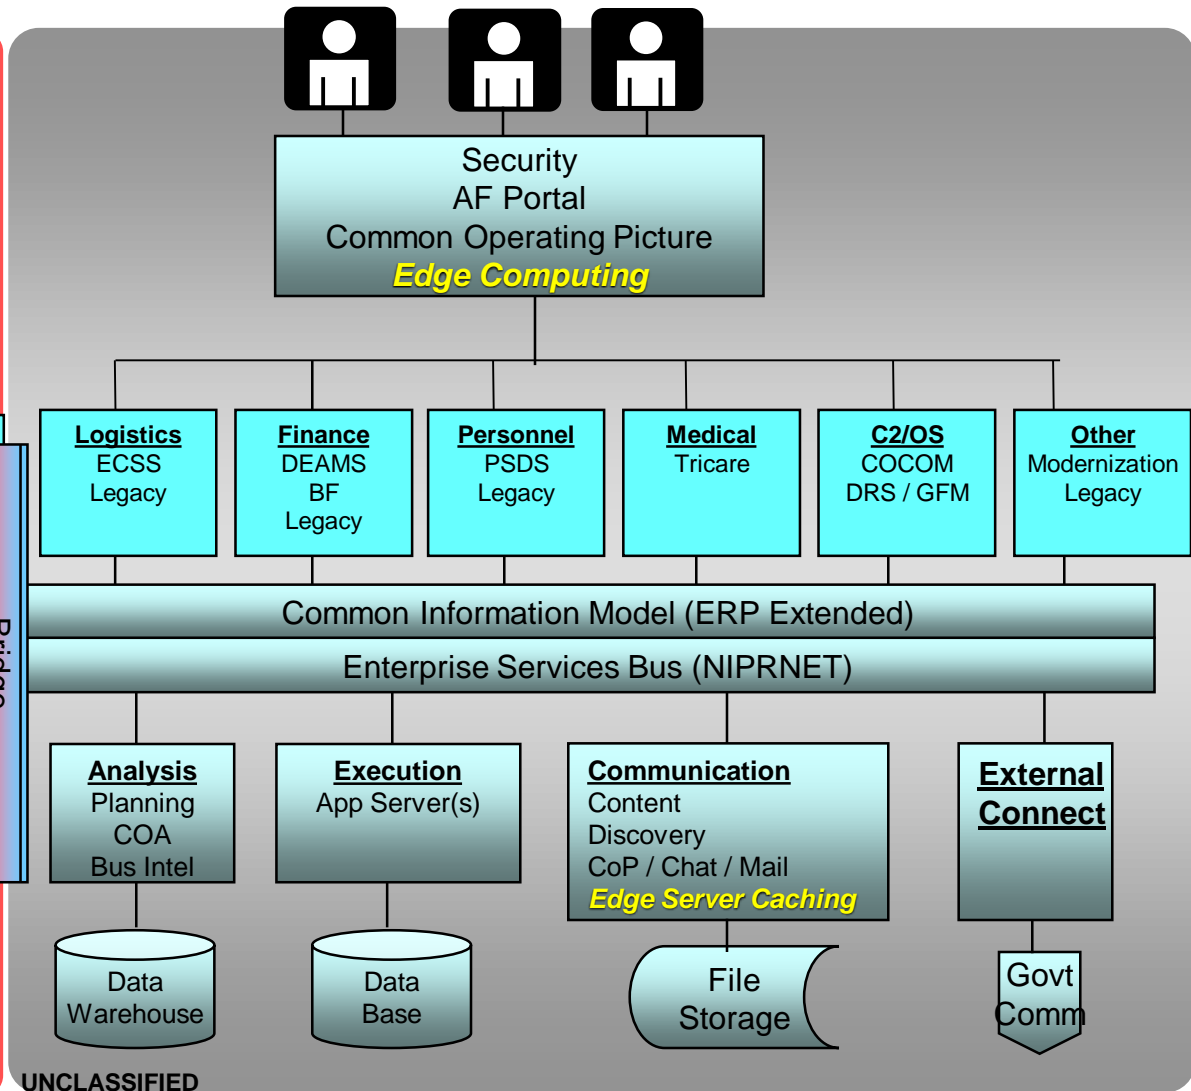 Security
AF Portal
Common Operating Picture
Edge Computing
Logistics
ECSS
Legacy
Finance
DEAMS
BF
Legacy
Personnel
PSDS
Legacy
Medical
Tricare
C2/OS
COCOM
DRS / GFM
Other
Modernization
Legacy
Common Information Model (ERP Extended)
Enterprise Services Bus (NIPRNET)
Bridge
Analysis
Planning
COA
Bus Intel
Execution
App Server(s)
Communication
Content
Discovery
CoP / Chat / Mail
Edge Server Caching
External
Connect
Data
Warehouse
Data
Base
File
Storage
Govt
Comm
UNCLASSIFIED